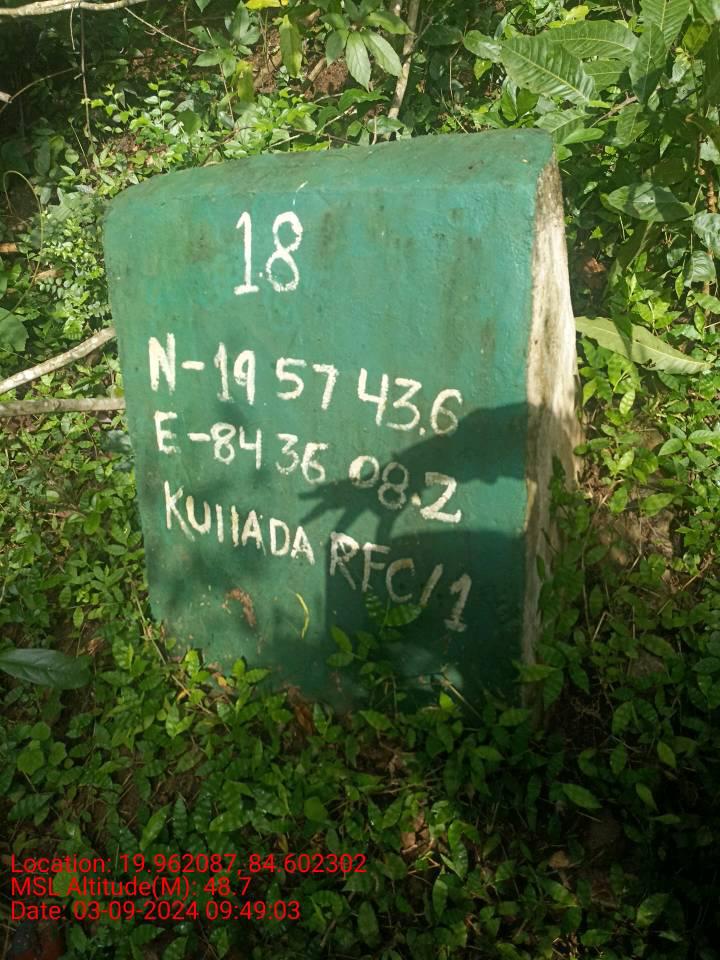 18
N-19 57 43.6
E-84 36 08.2
KUIIADA RFC/1
Location: 19.962087, 84.602302
MSL Altitude(M): 48.7
Date: 03-09-2024 09:49:03